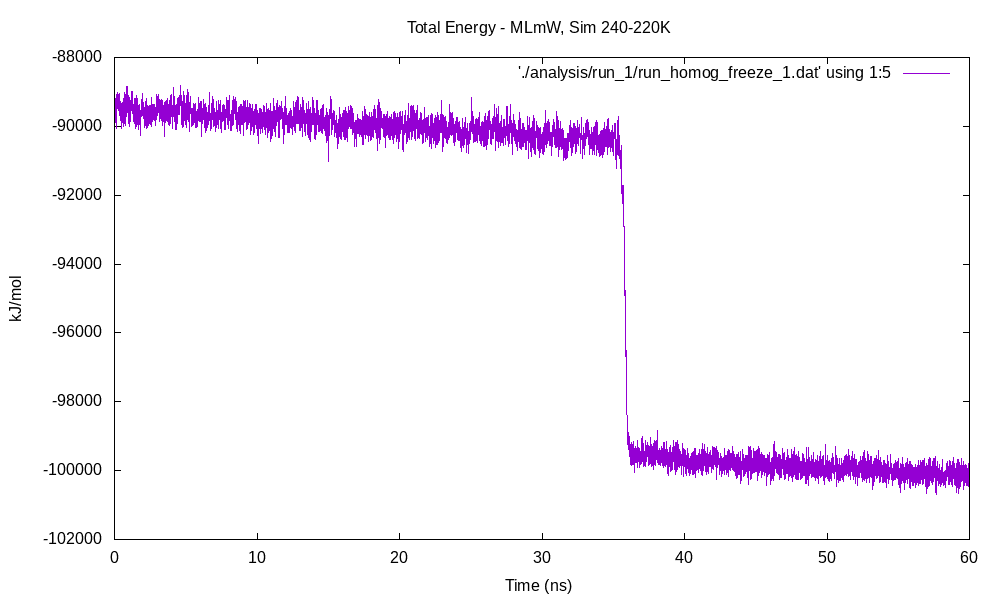 Total Energy - MLmW, Sim 240-220K
'./analysis/run_1/run_homog_freeze_1.dat' using 1:5
-88000
-90000
-92000
-94000
-96000
-98000
-100000
-102000
kJ/mol
0 10 20 30 40 50 60
Time (ns)